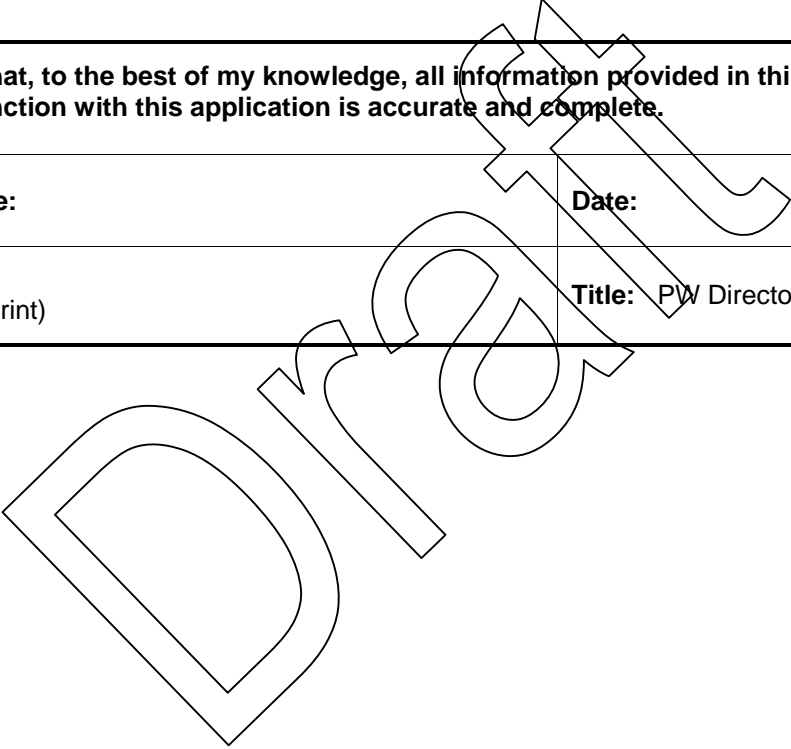 hat, to the best of my knowledge, all information provided in thi
nction with this application is accurate and complete.
e:
Date:
rint)
Title: PW Directo
Draft